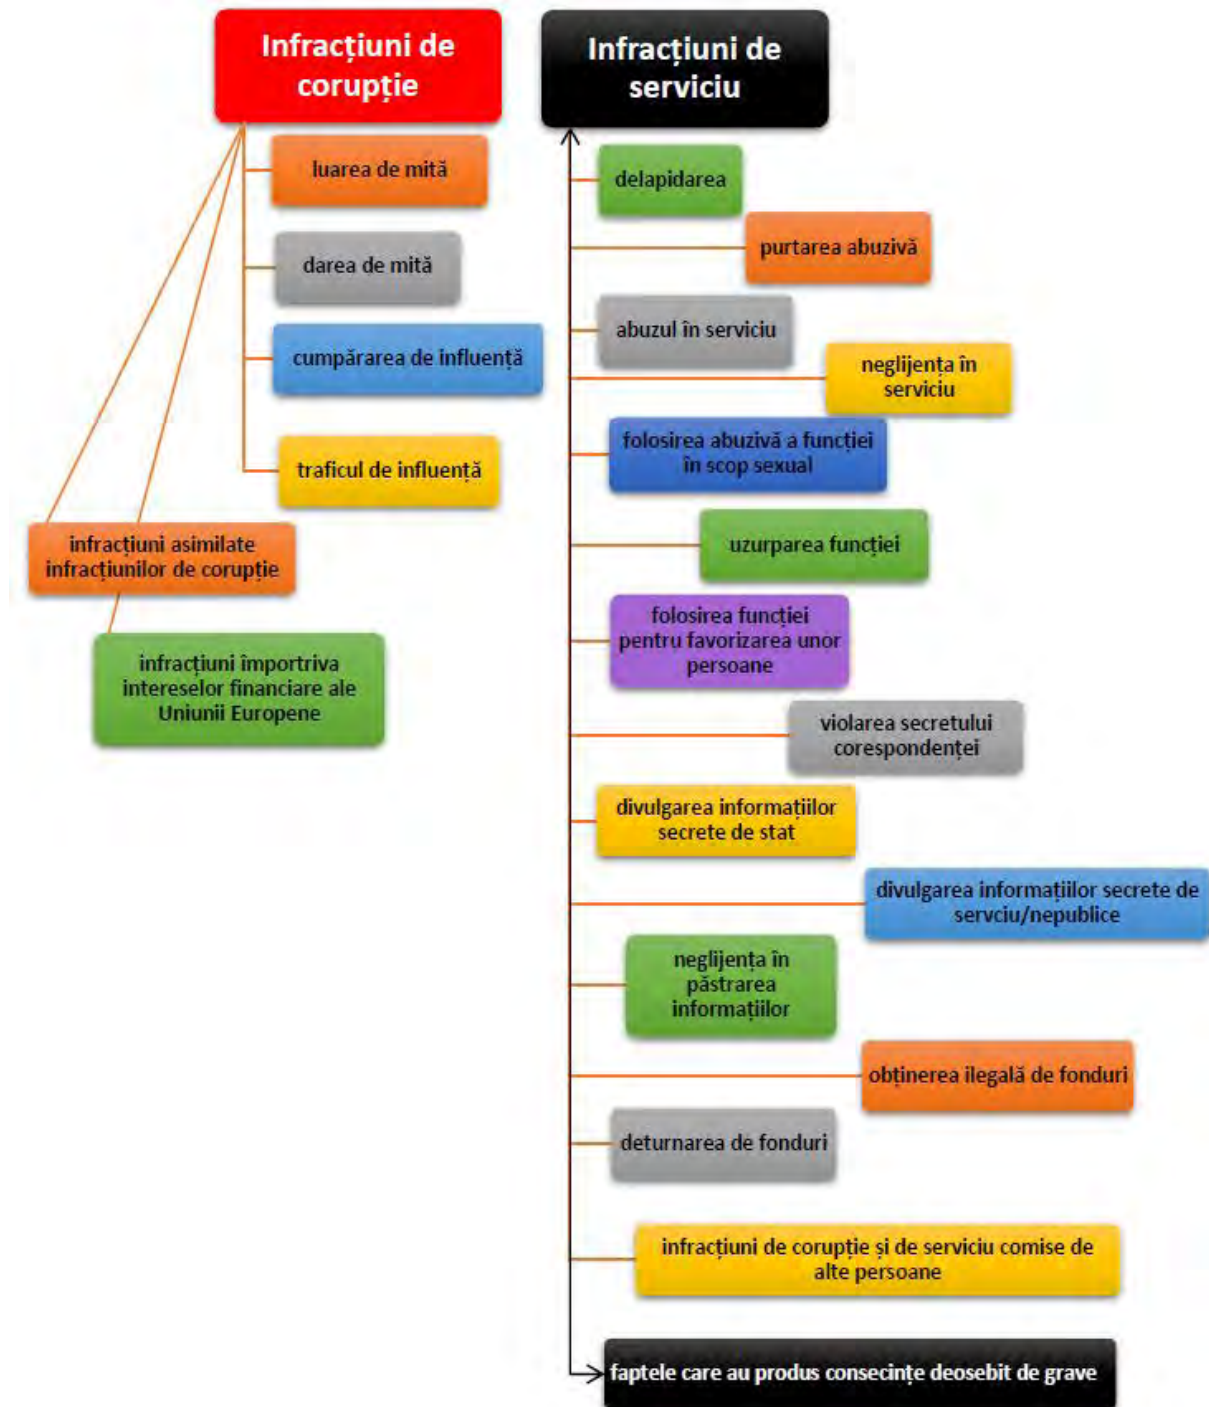 Infracțiuni de
corupție
luarea de mită
darea de mită
cumpărarea de influență
traficul de influență
infracțiuni asimilate
infracțiunilor de corupție
infracțiuni împortriva
intereselor financiare ale
Uniunii Europene
Infracțiuni de
serviciu
delapidarea
purtarea abuzivă
abuzul în serviciu
neglijența în
serviciu
folosirea abuzivă a funcției
în scop sexual
uzurparea funcției
folosirea funcției
pentru favorizarea unor
persoane
violarea secretului
corespondenței
divulgarea informațiilor
secrete de stat
divulgarea informațiilor secrete de
servciu/nepublice
neglijența în
păstrarea
informațiilor
obținerea ilegală de fonduri
deturnarea de fonduri
infracțiuni de corupție și de serviciu comise de
alte persoane
faptele care au produs consecințe deosebit de grave